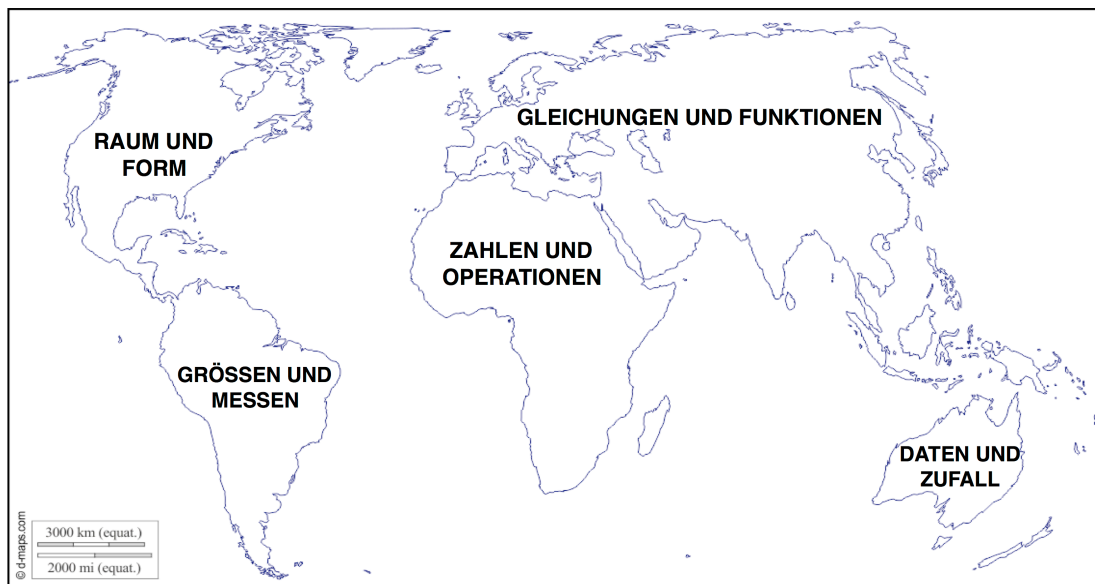 GLEICHUNGEN UND FUNKTIONEN
RAUM UND
FORM
ZAHLEN UND
OPERATIONEN
GRÖSSEN UND
MESSEN
DATEN UND
ZUFALL
© d-maps.com
3000 km (equat.)
2000 mi (equat.)